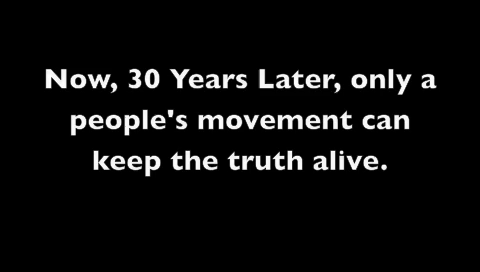 Now, 30 Years Later, only a
people's movement can
keep the truth alive.